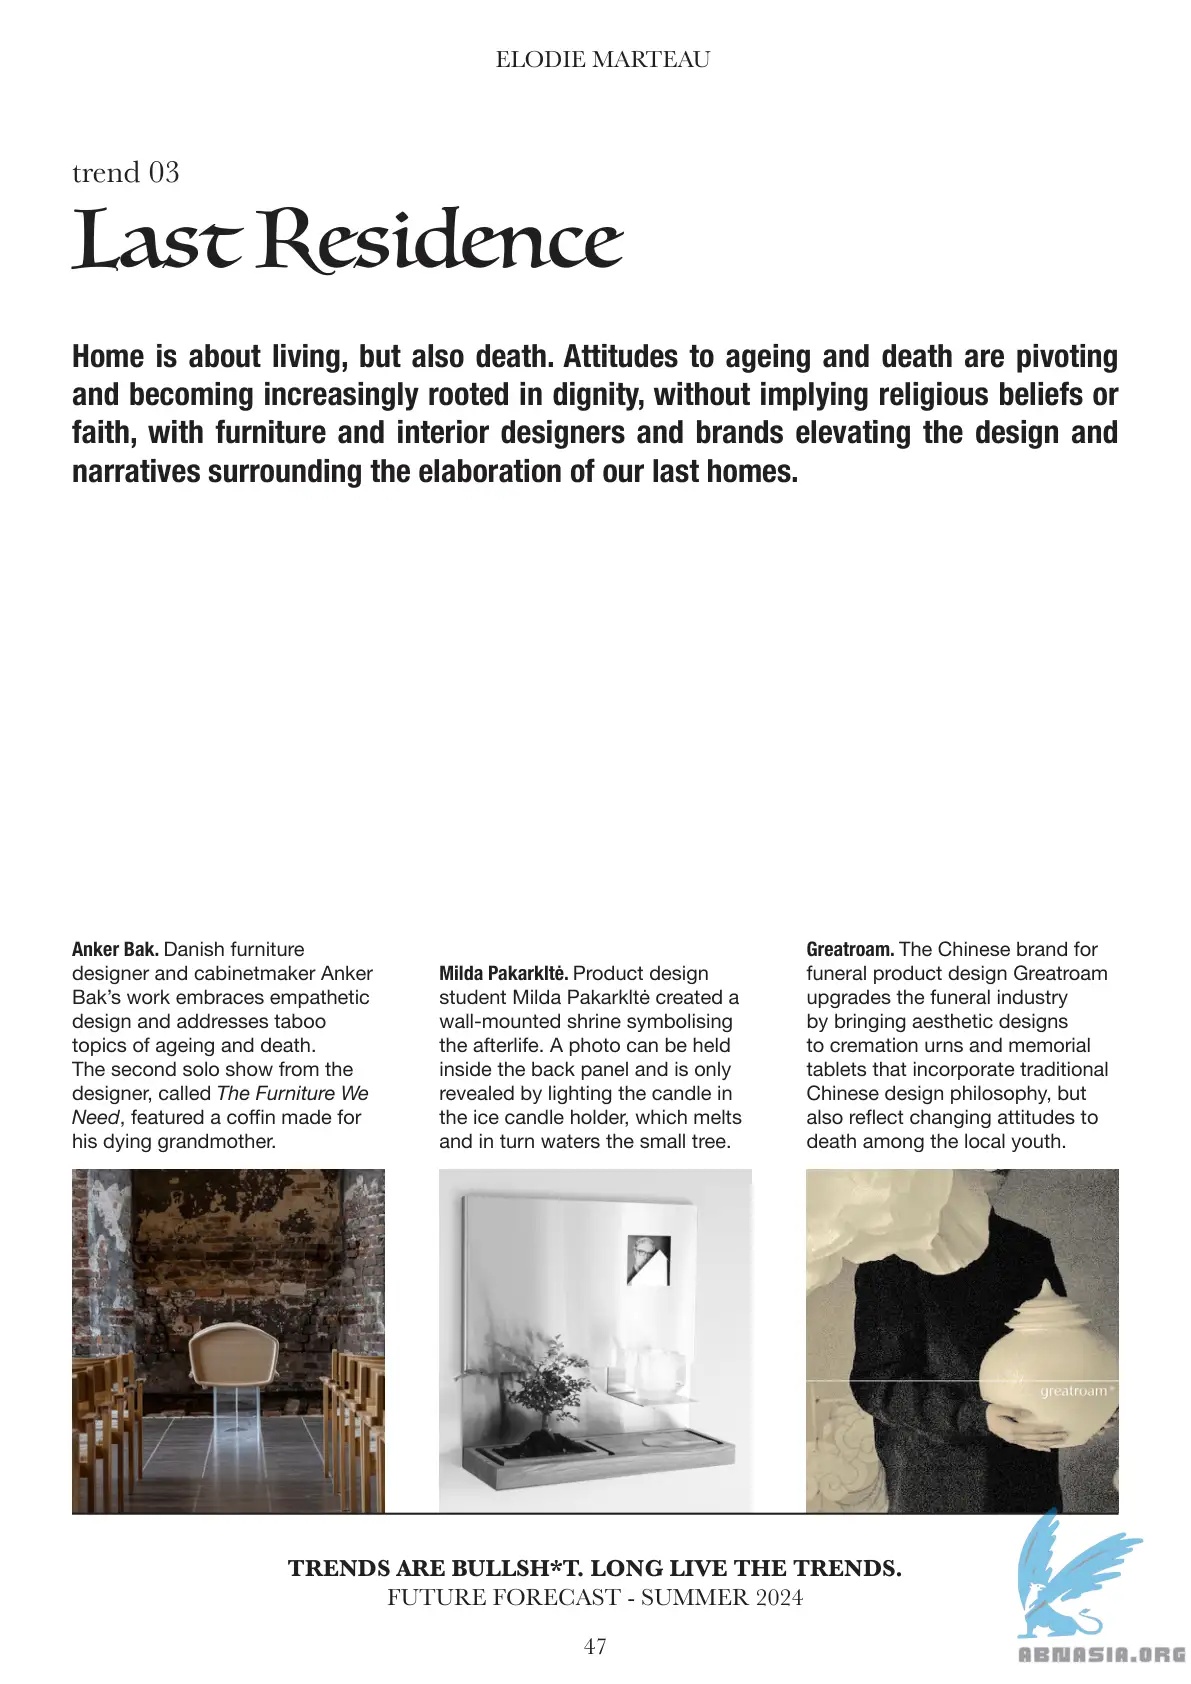 ELODIE MARTEAU
trend 03
Last Residence
Home is about living, but also death. Attitudes to ageing and death are pivoting
and becoming increasingly rooted in dignity, without implying religious beliefs or
faith, with furniture and interior designers and brands elevating the design and
narratives surrounding the elaboration of our last homes.
Anker Bak. Danish furniture
designer and cabinetmaker Anker
Bak’s work embraces empathetic
design and addresses taboo
topics of ageing and death.
The second solo show from the
designer, called The Furniture We
Need, featured a coffin made for
his dying grandmother.
Milda Pakarkltė. Product design
student Milda Pakarkltė created a
wall-mounted shrine symbolising
the afterlife. A photo can be held
inside the back panel and is only
revealed by lighting the candle in
the ice candle holder, which melts
and in turn waters the small tree.
Greatroam. The Chinese brand for
funeral product design Greatroam
upgrades the funeral industry
by bringing aesthetic designs
to cremation urns and memorial
tablets that incorporate traditional
Chinese design philosophy, but
also reflect changing attitudes to
death among the local youth.
greatroam®
TRENDS ARE BULLSH*T. LONG LIVE THE TRENDS.
FUTURE FORECAST - SUMMER 2024
47
ABNASIA.ORG